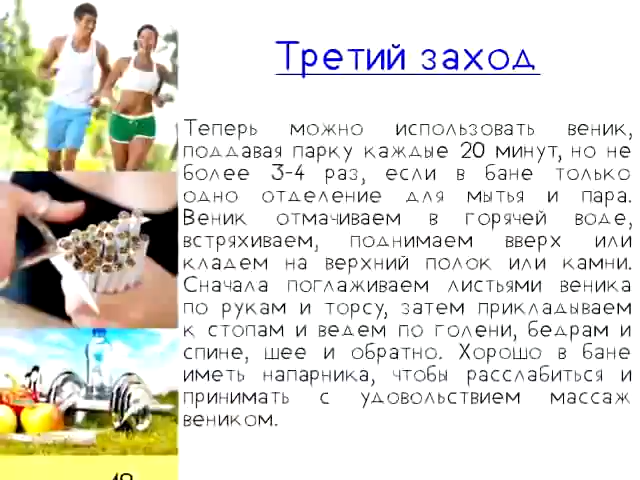 Третий заход
Теперь можно использовать веник,
поддавая парку каждые 20 минут, но не
более 3-4 раз, если в бане только
одно отделение для мытья и пара.
Веник отмачиваем в горячей воде,
встряхиваем, поднимаем вверх или
кладем на верхний полок или камни.
Сначала поглаживаем листьями веника
по рукам и торсу, затем прикладываем
к стопам и ведем по голени, бедрам и
спине, шее и обратно. Хорошо в бане
иметь напарника, чтобы расслабиться и
принимать с удовольствием массаж
веником.